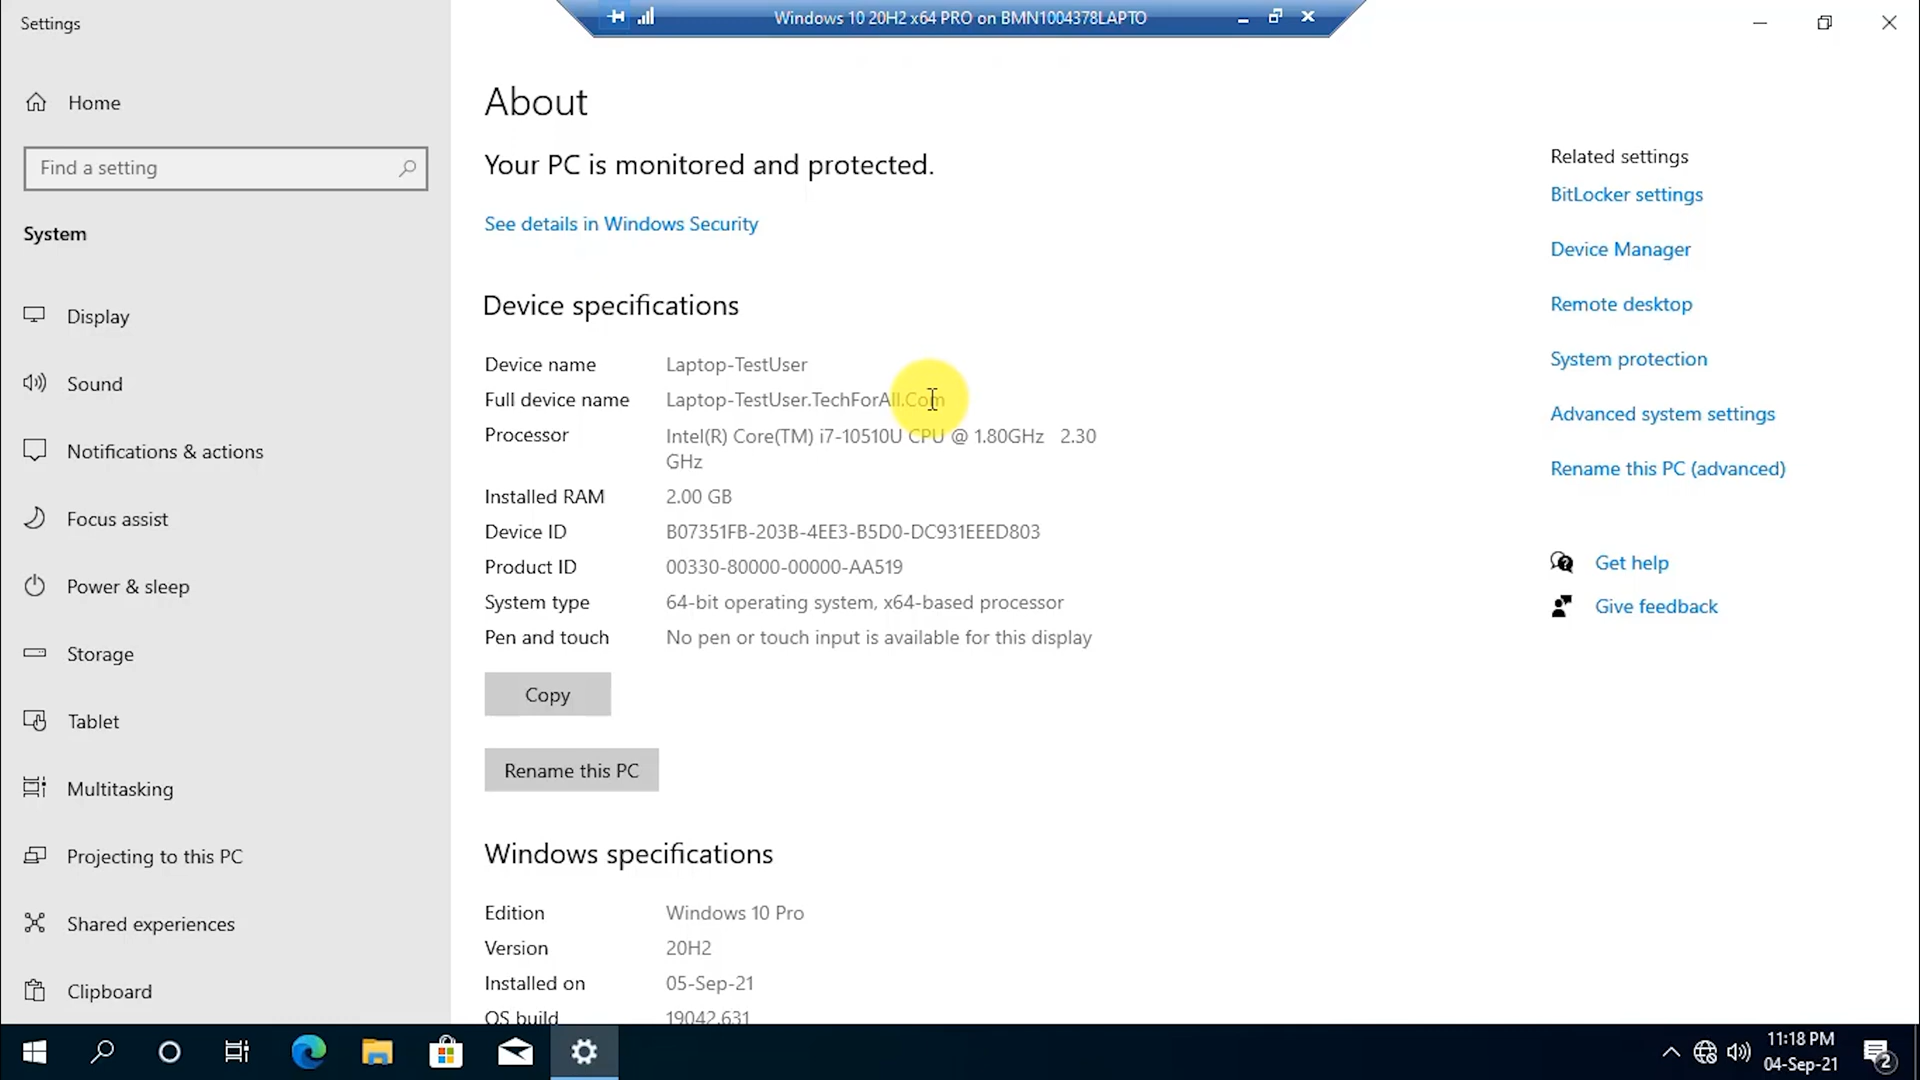 Settings
Windows 10 20H2 x64 PRO on BMN1004378LAPTO
Home
Find a setting
System
Display
Sound
Notifications & actions
Focus assist
Power & sleep
Storage
Tablet
Multitasking
Projecting to this PC
Shared experiences
Clipboard
About
Your PC is monitored and protected.
See details in Windows Security
Device specifications
Device name Laptop-TestUser
Full device name Laptop-TestUser.TechForAll.Com
Processor Intel(R) Core(TM) i7-10510U CPU @ 1.80GHz 2.30
GHz
Installed RAM 2.00 GB
Device ID B07351FB-203B-4EE3-B5D0-DC931EEED803
Product ID 00330-80000-00000-AA519
System type 64-bit operating system, x64-based processor
Pen and touch No pen or touch input is available for this display
Copy
Rename this PC
Windows specifications
Edition Windows 10 Pro
Version 20H2
Installed on 05-Sep-21
OS build 19042.631
Related settings
BitLocker settings
Device Manager
Remote desktop
System protection
Advanced system settings
Rename this PC (advanced)
Get help
Give feedback
11:18 PM
04-Sep-21
2